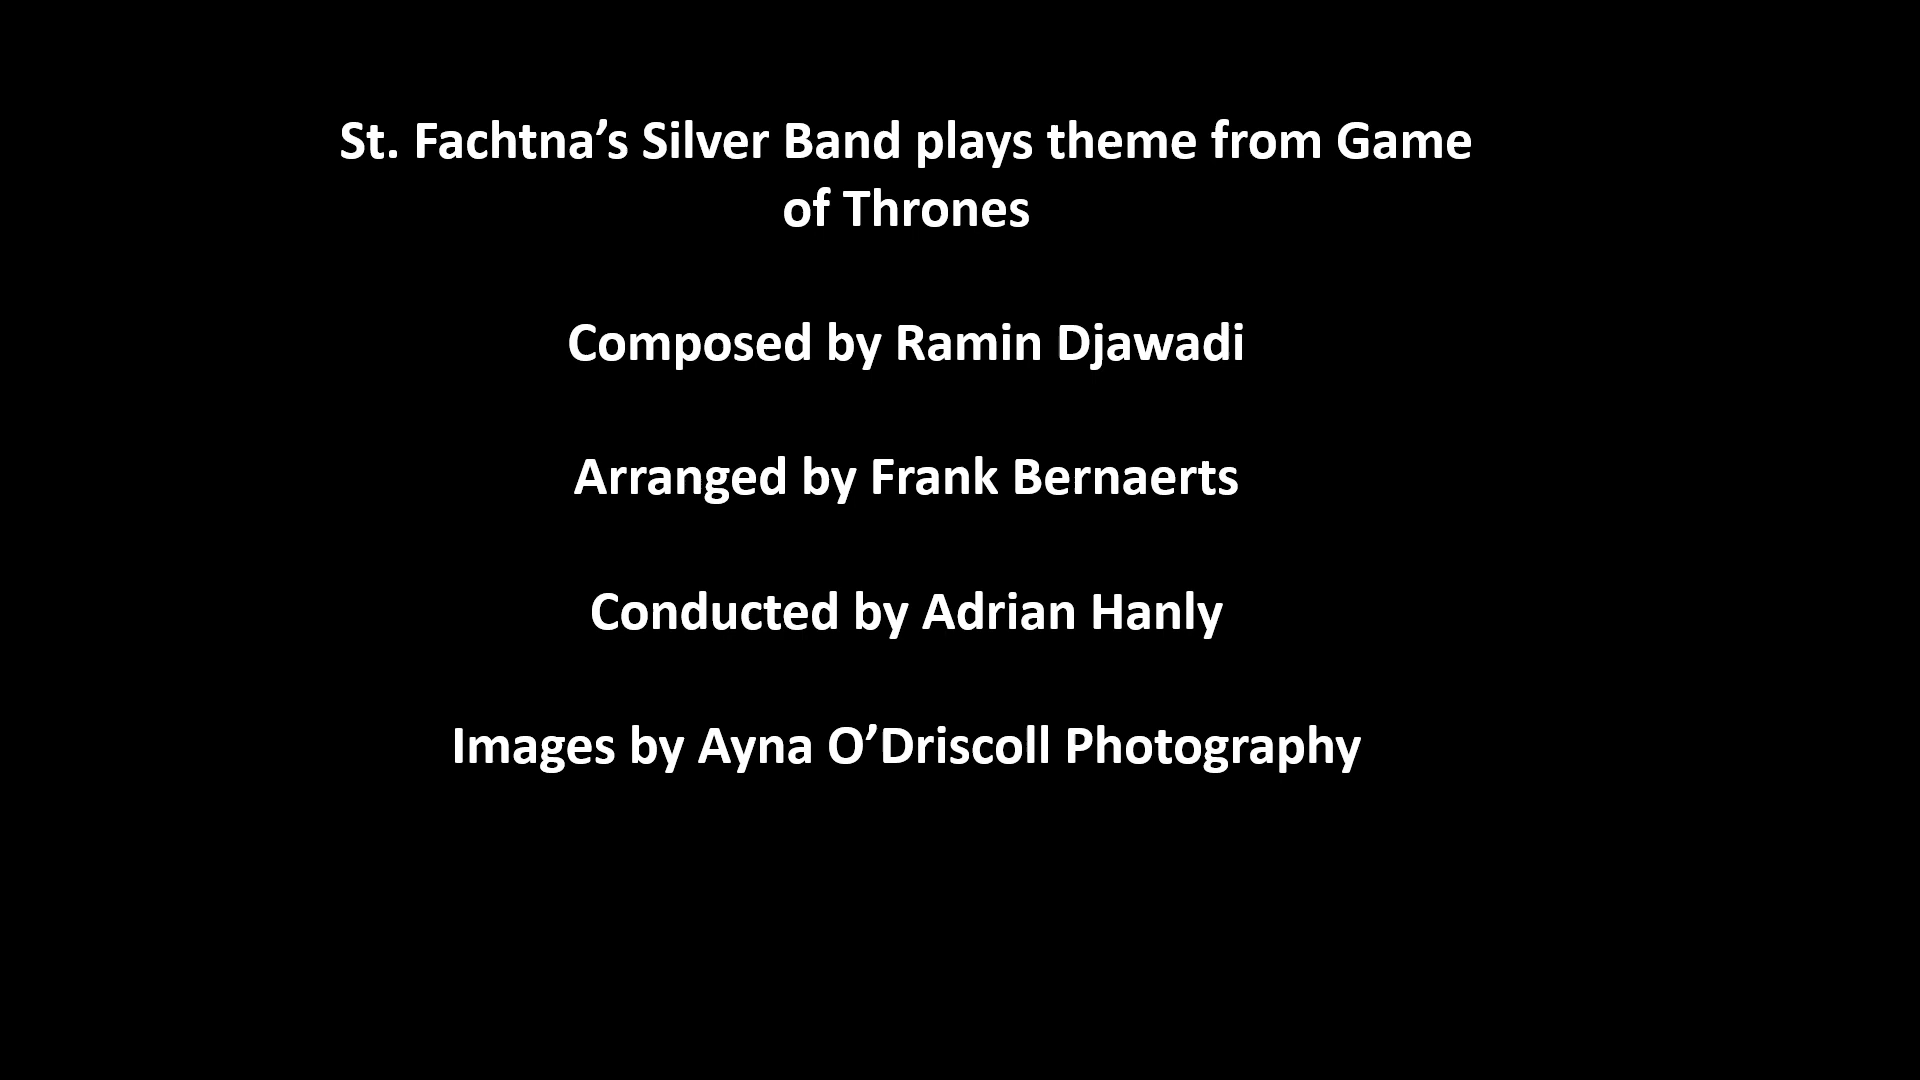 St. Fachtna’s Silver Band plays theme from Game
of Thrones
Composed by Ramin Djawadi
Arranged by Frank Bernaerts
Conducted by Adrian Hanly
Images by Ayna O’Driscoll Photography